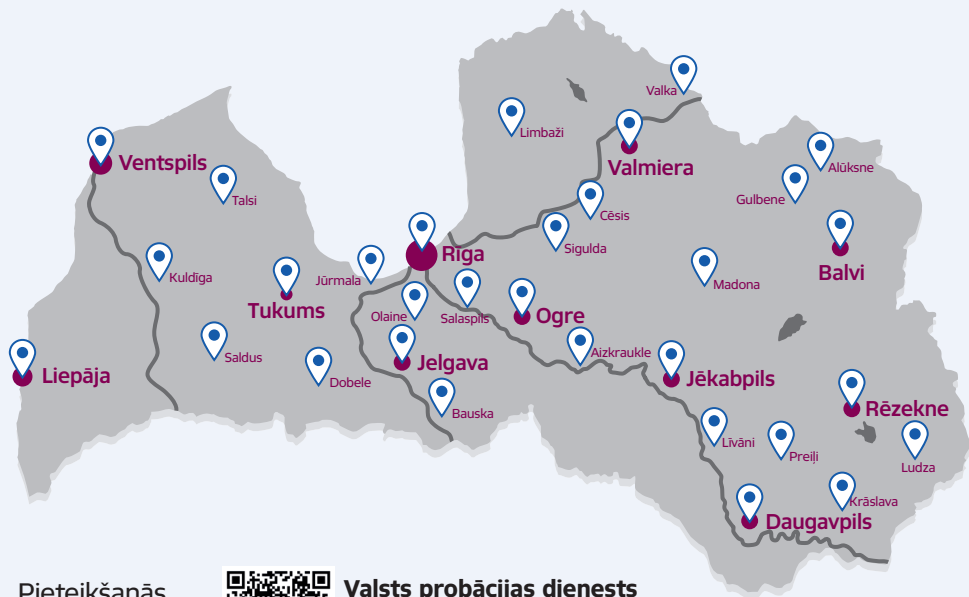 Valka
Limbaži
Valmiera
Ventspils
Alūksne
Gulbene
Talsi
Cēsis
Sigulda
Rīga
Balvi
Kuldīga
Jūrmala
Madona
Tukums
Olaine
Salaspils
Ogre
Saldus
Aizkraukle
Liepāja
Jelgava
Dobele
Jēkabpils
Bauska
Rēzekne
Līvāni
Preiļi
Ludza
Krāslava
Daugavpils
Pieteikšanās
Valsts probācijas dienests